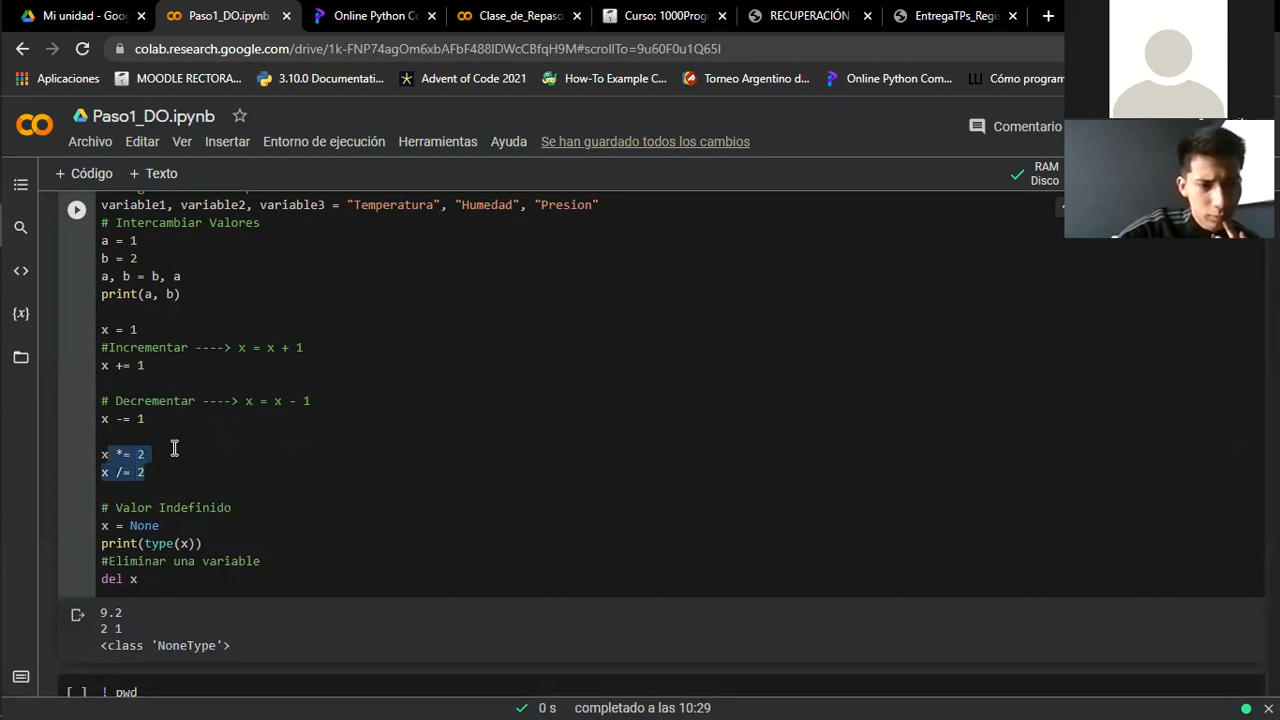 Mi unidad - G
Paso1_DO.ipynb
Online Python Co
Clase_de_Repaso
Curso: 1000Prog
RECUPERACIÓN
EntregaTPs_Regis
colab.research.google.com/drive/1k-FNP74agOm6xbAFbF488IDWcCBfqH9M#scrollTo=9u60F0u1Q65I
Aplicaciones
MOODLE RECTORA...
3.10.0 Documentati...
Advent of Code 2021
How-To Example C...
Torneo Argentino d...
Online Python Com...
Cómo program
Paso1_DO.ipynb
Archivo Editar Ver Insertar Entorno de ejecución Herramientas Ayuda Se han guardado todos los cambios
Comentario
+ Código + Texto
RAM
Disco
variable1, variable2, variable3 = "Temperatura", "Humedad", "Presion"
# Intercambiar Valores
a = 1
b = 2
a, b = b, a
print(a, b)
x = 1
#Incrementar ----> x = x + 1
x += 1
# Decrementar ----> x = x - 1
x -= 1
x *= 2
x /= 2
# Valor Indefinido
x = None
print(type(x))
#Eliminar una variable
del x
9.2
2 1
<class 'NoneType'>
[ ] ! pwd
0 s completado a las 10:29